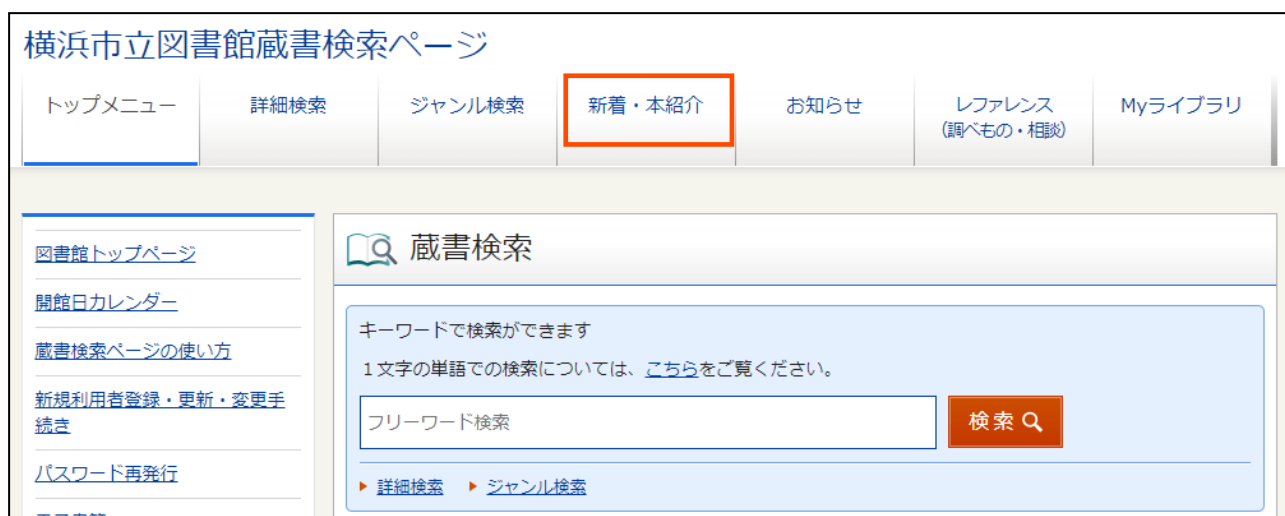 横浜市立図書館蔵書検索ページ
トップメニュー
詳細検索
ジャンル検索
新着・本紹介
お知らせ
レファレンス
(調べもの・相談)
Myライブラリ
図書館トップページ
開館日カレンダー
蔵書検索ページの使い方
新規利用者登録・更新・変更手
続き
パスワード再発行
蔵書検索
キーワードで検索ができます
1文字の単語での検索については、こちらをご覧ください。
フリーワード検索
検索
詳細検索 ジャンル検索